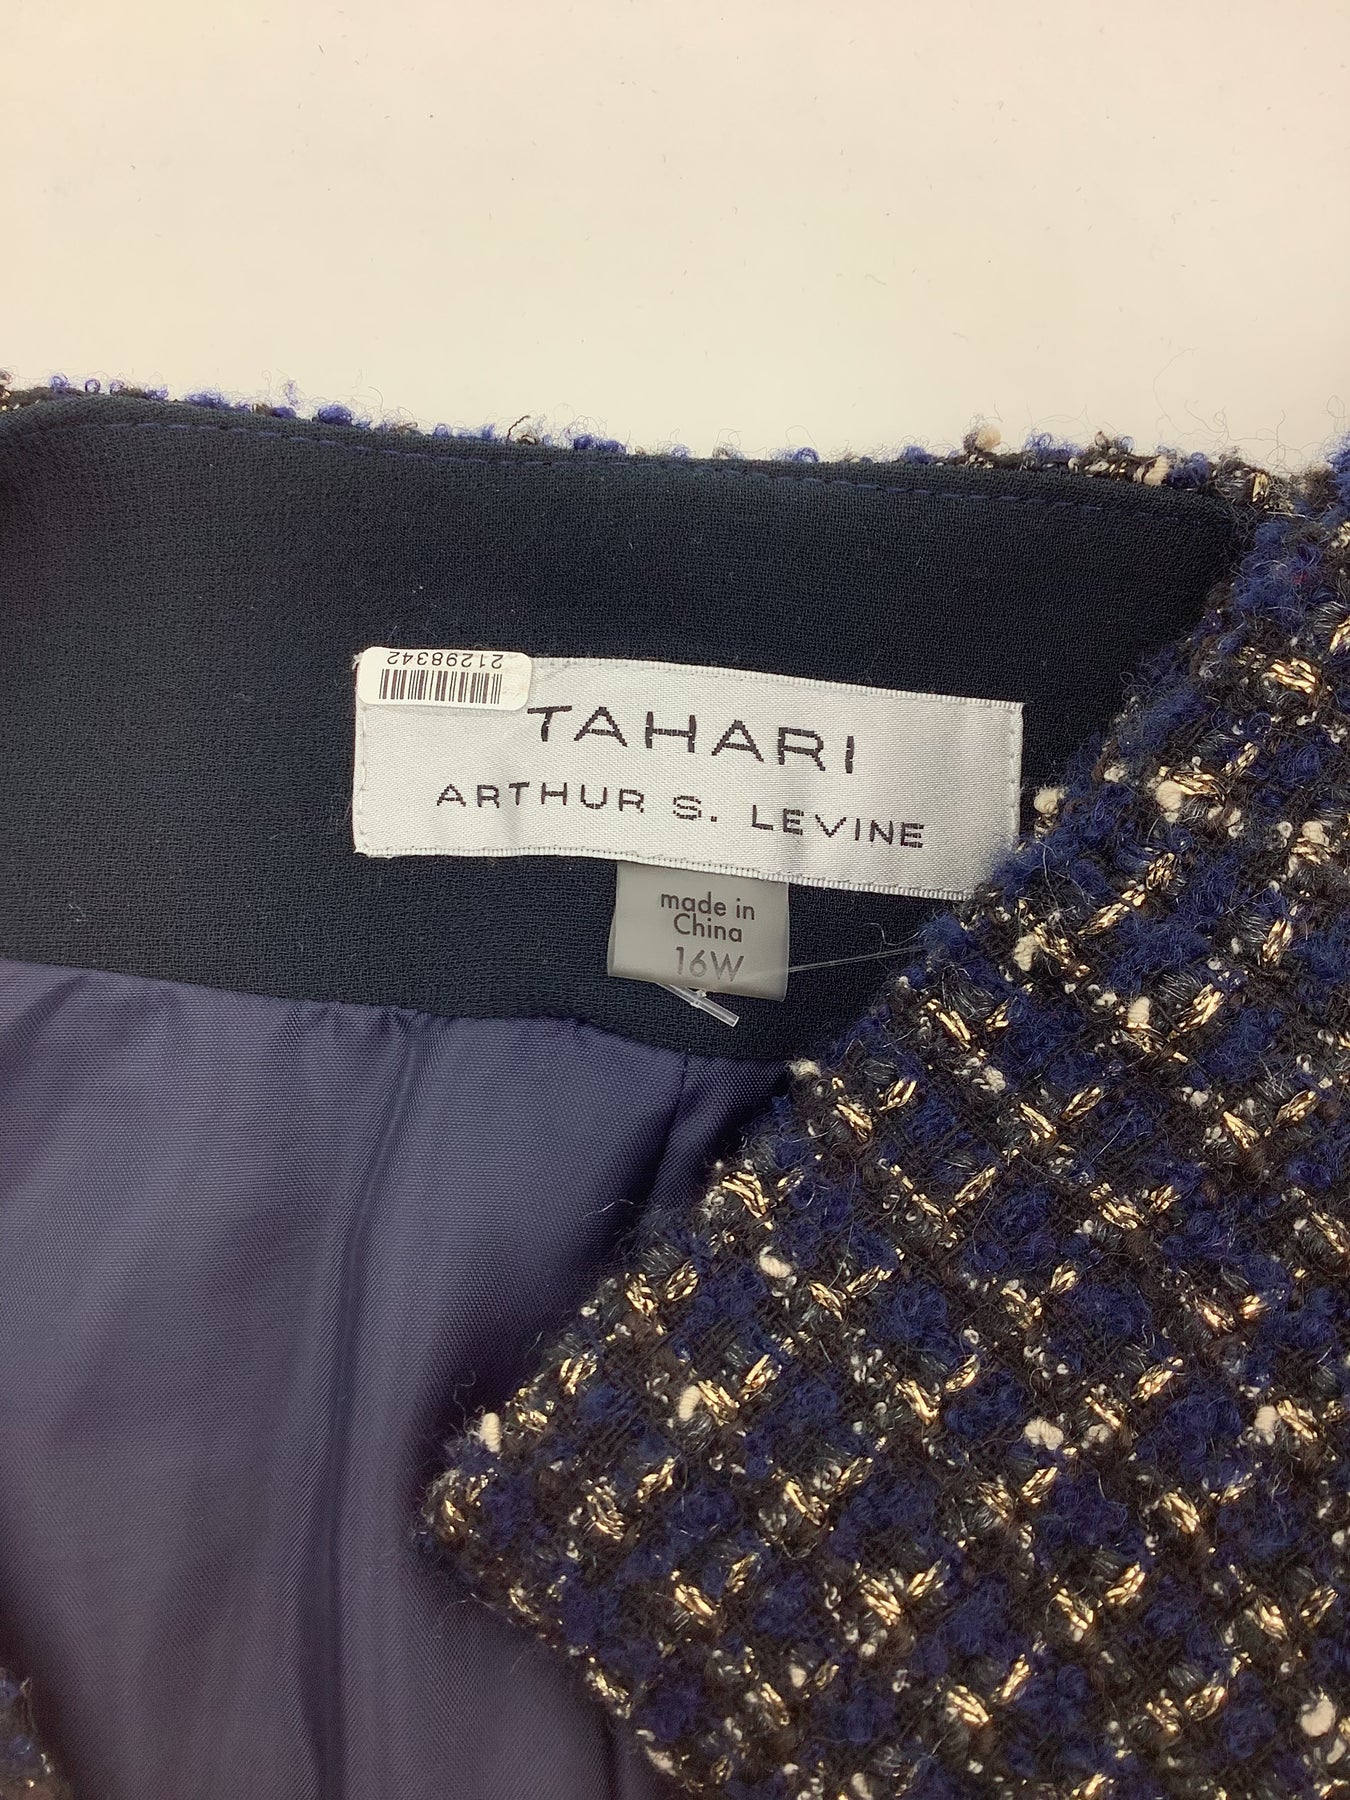 21298342
TAHARI
ARTHUR S. LEVINE
made in
China
16W